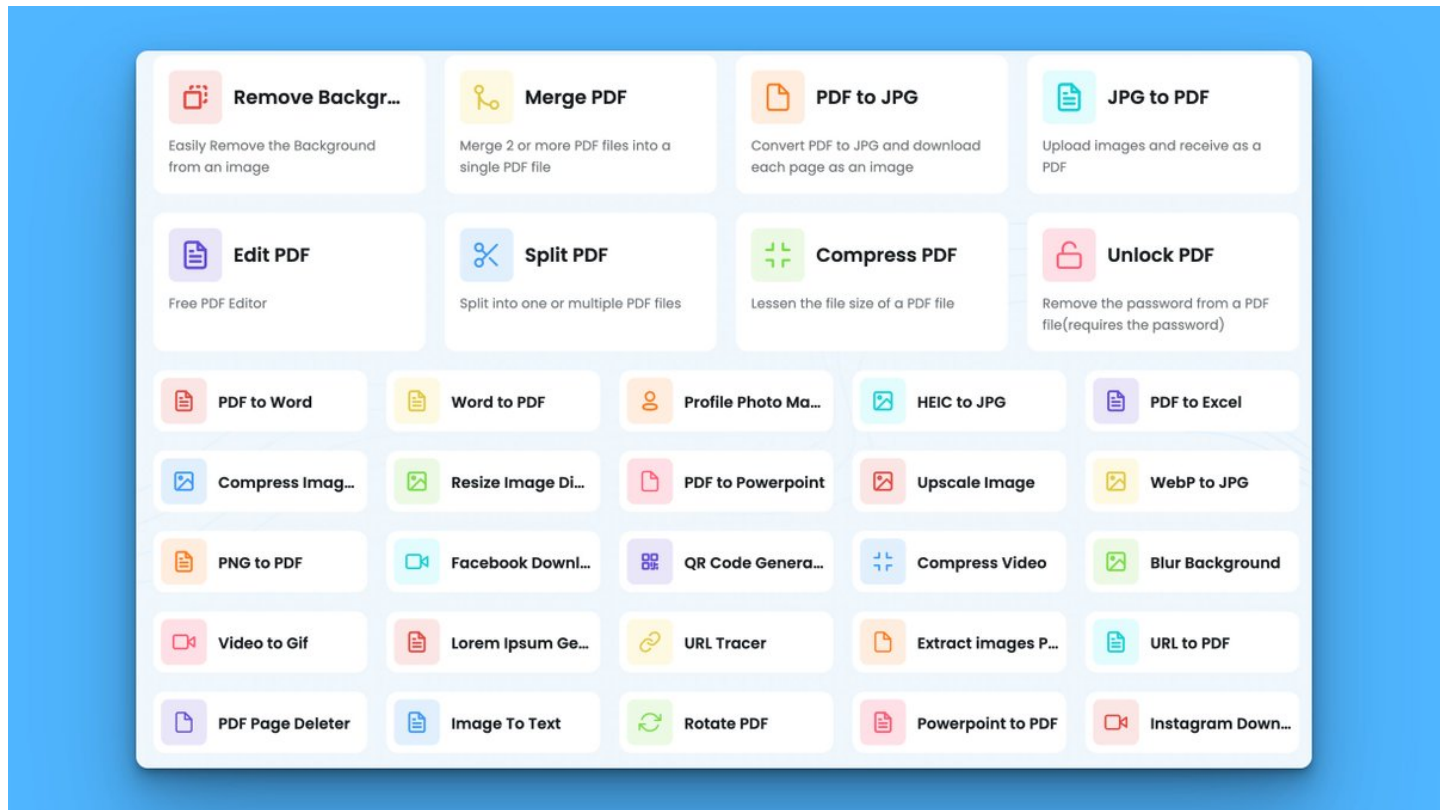 Remove Backgr...
Easily Remove the Background
from an image
Merge PDF
Merge 2 or more PDF files into a
single PDF file
PDF to JPG
Convert PDF to JPG and download
each page as an image
JPG to PDF
Upload images and receive as a
PDF
Edit PDF
Free PDF Editor
Split PDF
Split into one or multiple PDF files
Compress PDF
Lessen the file size of a PDF file
Unlock PDF
Remove the password from a PDF
file(requires the password)
PDF to Word
Word to PDF
Profile Photo Ma...
HEIC to JPG
PDF to Excel
Compress Imag...
Resize Image Di...
PDF to Powerpoint
Upscale Image
WebP to JPG
PNG to PDF
Facebook Downl...
QR Code Genera...
Compress Video
Blur Background
Video to Gif
Lorem Ipsum Ge...
URL Tracer
Extract images P...
URL to PDF
PDF Page Deleter
Image To Text
Rotate PDF
Powerpoint to PDF
Instagram Down...